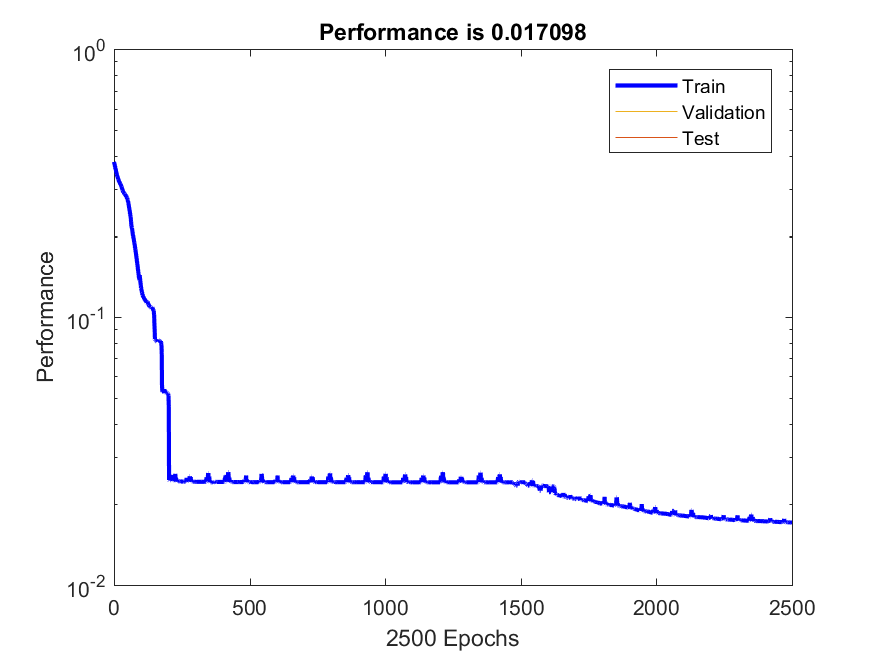 Performance is 0.017098
10^0
Train
Validation
Test
Performance
10^-1
10^-2
0 500 1000 1500 2000 2500
2500 Epochs